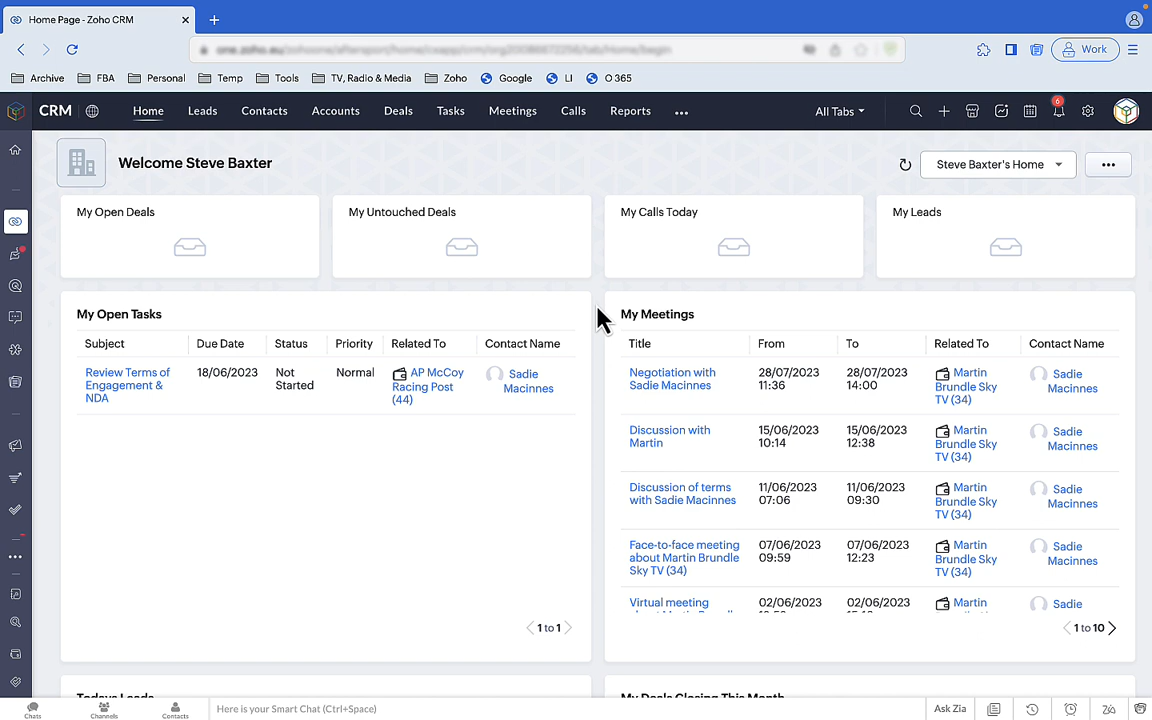 Home Page - Zoho CRM
Work
Archive FBA Personal Temp Tools TV, Radio & Media Zoho Google LI O 365
CRM Home Leads Contacts Accounts Deals Tasks Meetings Calls Reports ... All Tabs 6
Welcome Steve Baxter
Steve Baxter's Home
My Open Deals My Untouched Deals My Calls Today My Leads
My Open Tasks
Subject Due Date Status Priority Related To Contact Name
Review Terms of Engagement & NDA 18/06/2023 Not Started Normal AP McCoy Racing Post (44) Sadie Macinnes
1 to 1
My Meetings
Title From To Related To Contact Name
Negotiation with Sadie Macinnes 28/07/2023 11:36 28/07/2023 14:00 Martin Brundle Sky TV (34) Sadie Macinnes
Discussion with Martin 15/06/2023 10:14 15/06/2023 12:38 Martin Brundle Sky TV (34) Sadie Macinnes
Discussion of terms with Sadie Macinnes 11/06/2023 07:06 11/06/2023 09:30 Martin Brundle Sky TV (34) Sadie Macinnes
Face-to-face meeting about Martin Brundle Sky TV (34) 07/06/2023 09:59 07/06/2023 12:23 Martin Brundle Sky TV (34) Sadie Macinnes
Virtual meeting 02/06/2023 02/06/2023 Martin Sadie
1 to 10
Todays Leads My Deals Closing This Month
Chats Channels Contacts Here is your Smart Chat (Ctrl+Space) Ask Zia